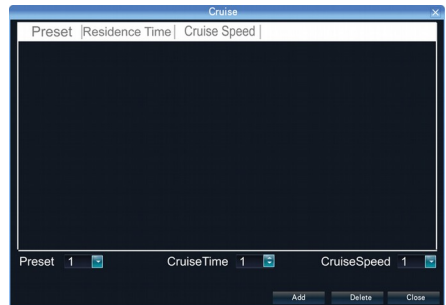 Cruise
Preset | Residence Time | Cruise Speed |
Preset 1 CruiseTime 1 CruiseSpeed 1
Add Delete Close